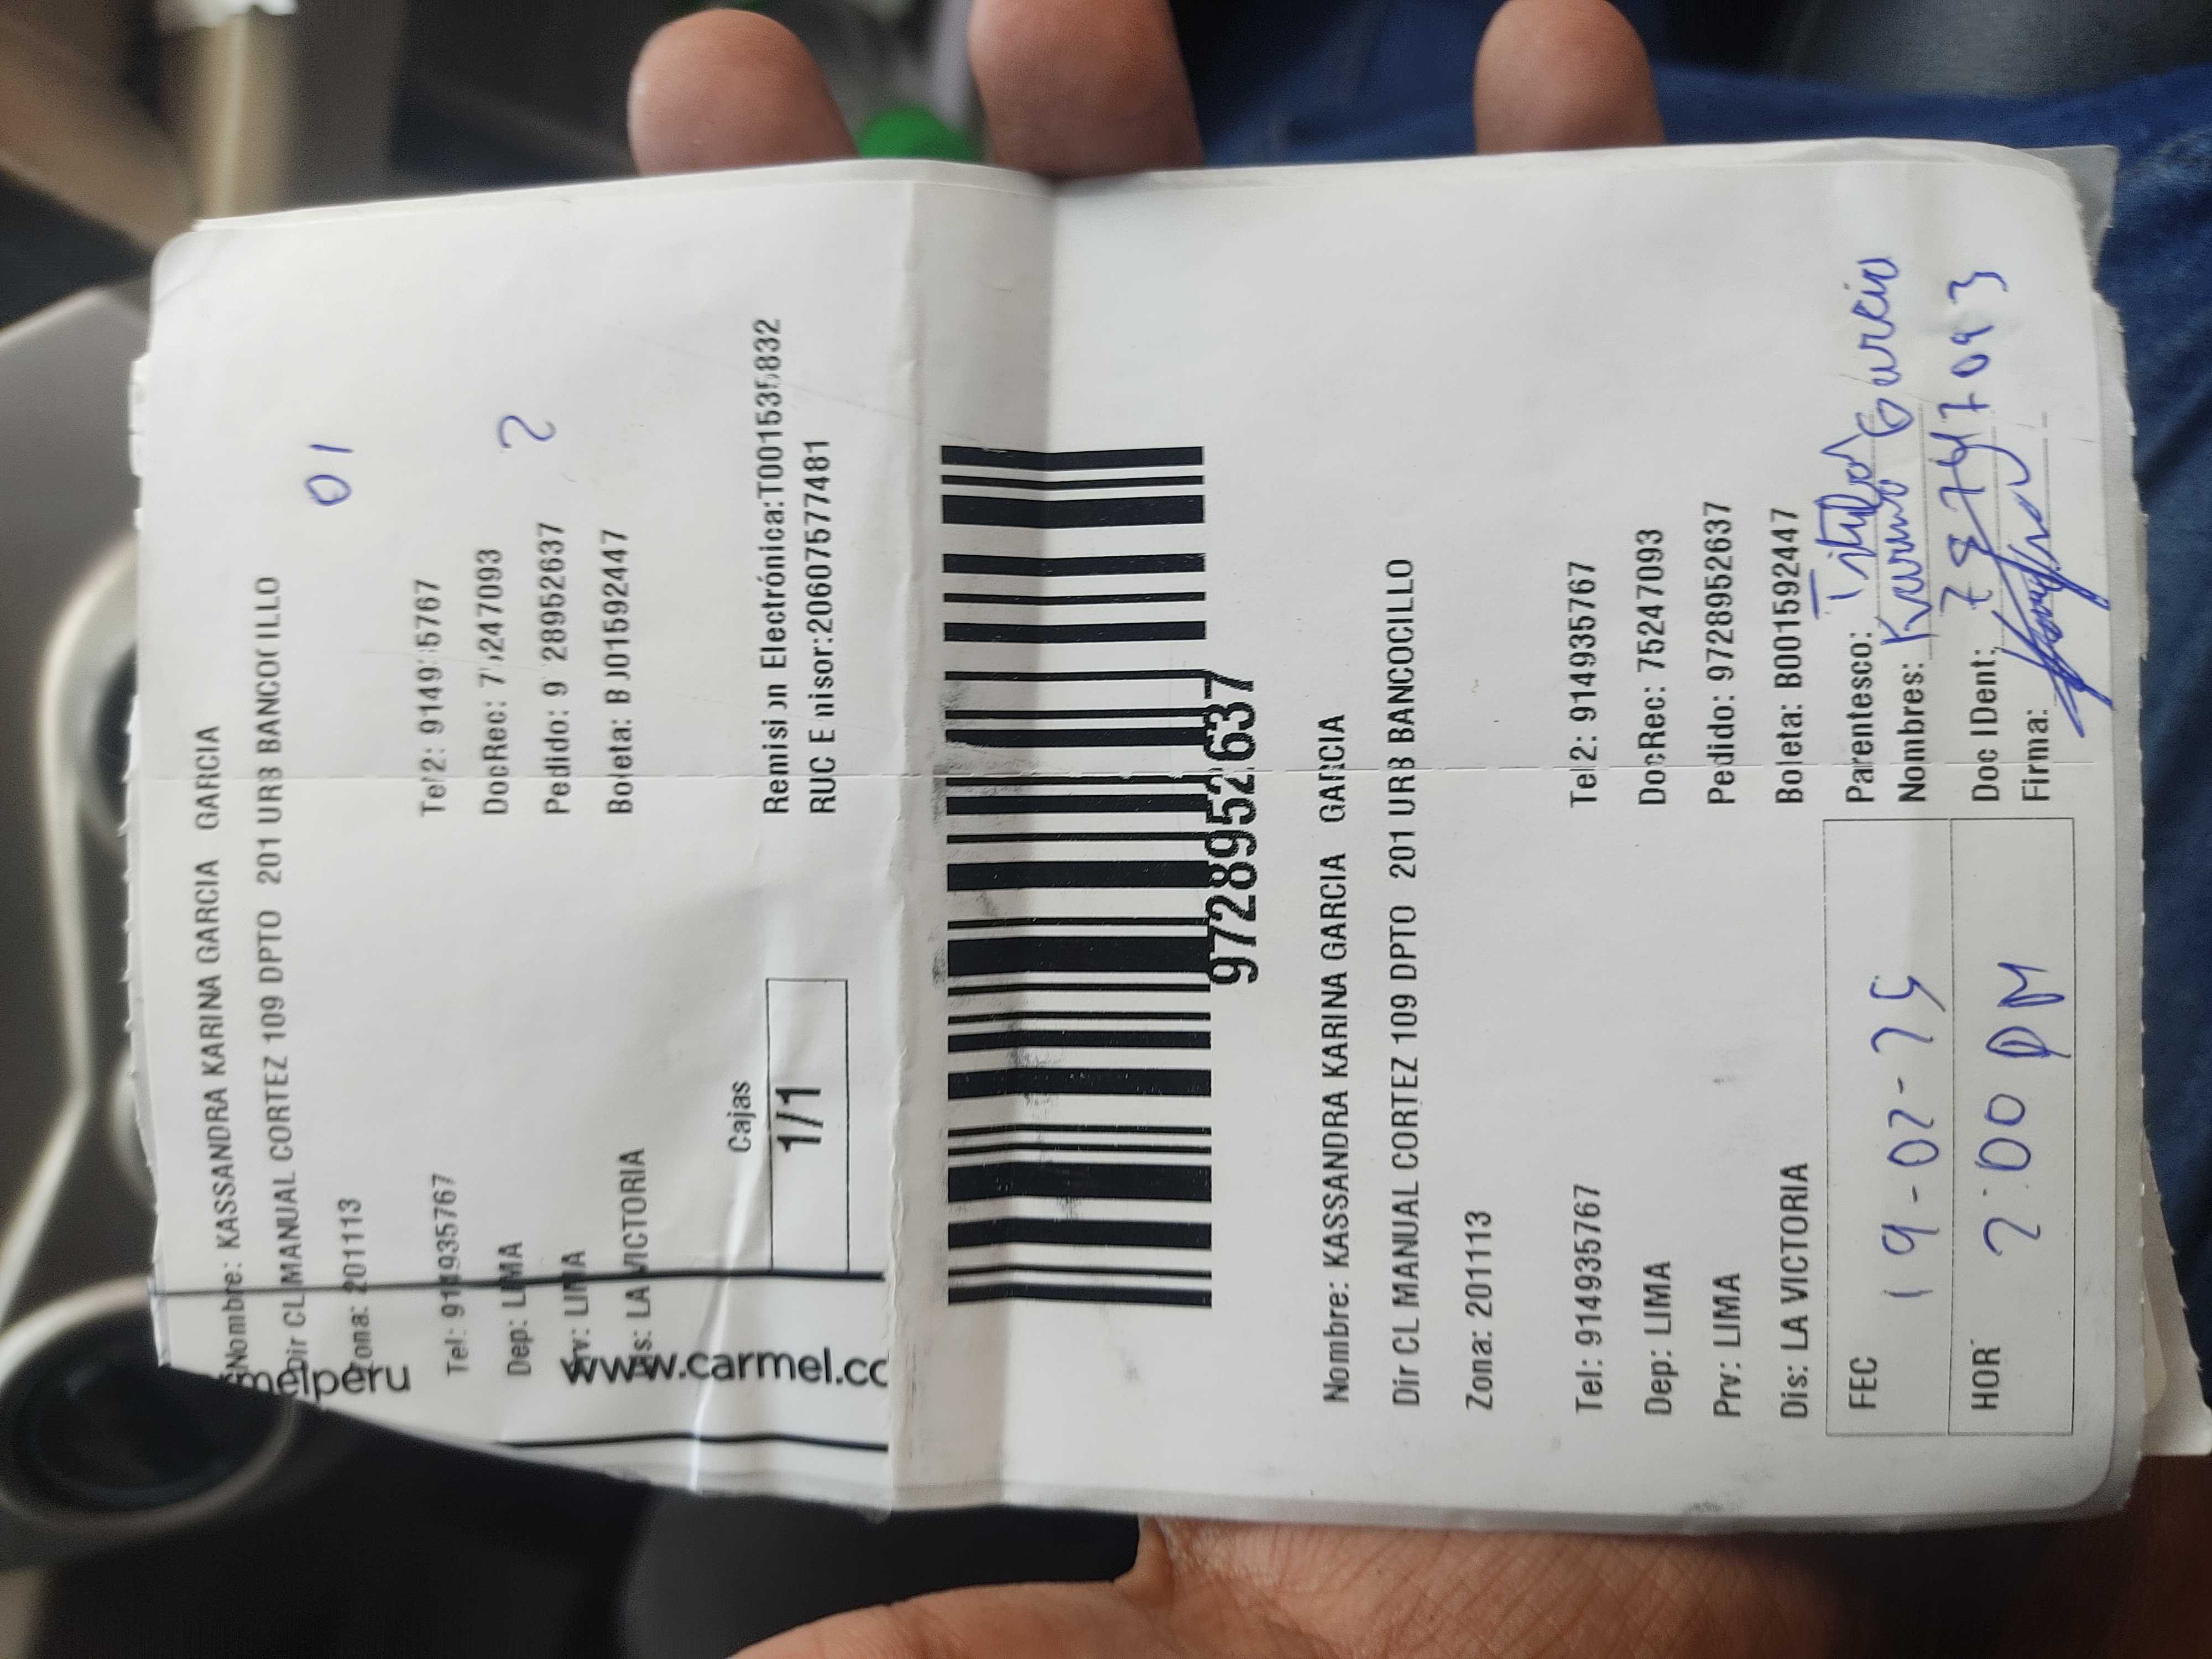 Nombre: KASSANDRA KARINA GARCIA GARCIA
Dir CL MANUAL CORTEZ 109 DPTO 201 URB BANCOCILLO
01
Zona: 201113
Tel: 914935767 Tel2: 914935767
Dep: LIMA DocRec: 75247093
Prv: LIMA Pedido: 9728952637
2
Dis: LA VICTORIA Boleta: B001592447
melperu
www.carmel.cc
Cajas
1/1
Remisión Electrónica:T001535832
RUC Emisor:20607577481
9728952637
Nombre: KASSANDRA KARINA GARCIA GARCIA
Dir CL MANUAL CORTEZ 109 DPTO 201 URB BANCOCILLO
Zona: 201113
Tel: 914935767 Tel2: 914935767
Dep: LIMA DocRec: 75247093
Prv: LIMA Pedido: 9728952637
Dis: LA VICTORIA Boleta: B001592447
FEC 19-02-25 Parentesco: Titular
Nombres: Karina Garcia
HOR 2:00 PM Doc IDent: 75247093
Firma: